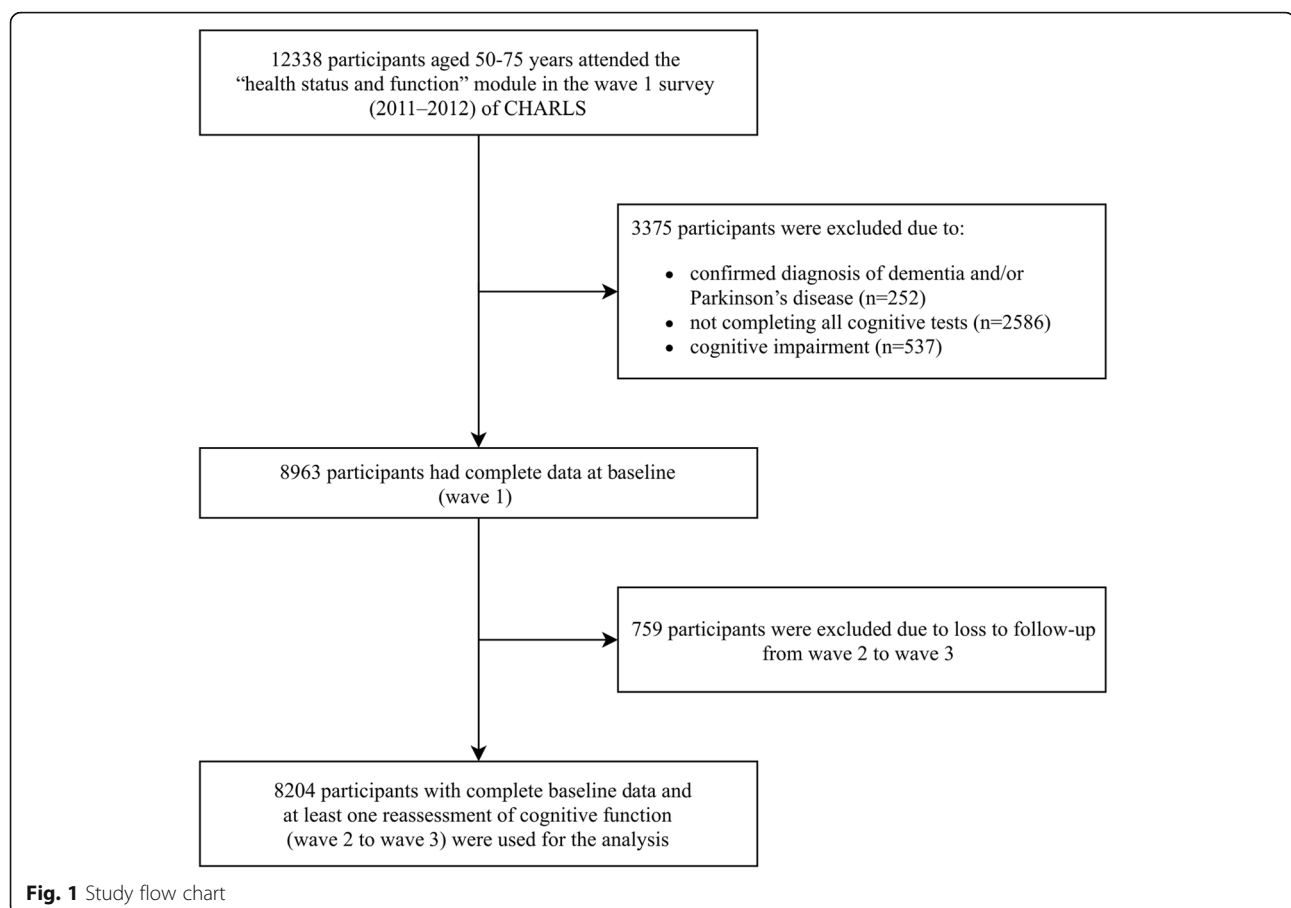 12338 participants aged 50-75 years attended the
“health status and function” module in the wave 1 survey
(2011–2012) of CHARLS
3375 participants were excluded due to:
• confirmed diagnosis of dementia and/or
Parkinson’s disease (n=252)
• not completing all cognitive tests (n=2586)
• cognitive impairment (n=537)
8963 participants had complete data at baseline
(wave 1)
759 participants were excluded due to loss to follow-up
from wave 2 to wave 3
8204 participants with complete baseline data and
at least one reassessment of cognitive function
(wave 2 to wave 3) were used for the analysis
Fig. 1 Study flow chart